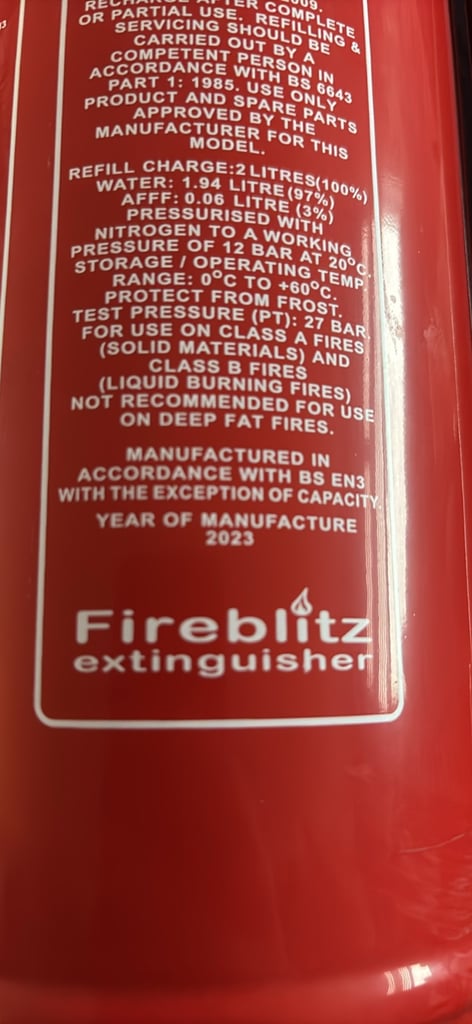 RECHARGE AFTER COMPLETE
OR PARTIAL USE. REFILLING &
SERVICING SHOULD BE
CARRIED OUT BY A
COMPETENT PERSON IN
ACCORDANCE WITH BS 6643
PART 1: 1985. USE ONLY
PRODUCT AND SPARE PARTS
APPROVED BY THE
MANUFACTURER FOR THIS
MODEL.
REFILL CHARGE:2 LITRES(100%)
WATER: 1.94 LITRE(97%)
AFFF: 0.06 LITRE (3%)
PRESSURISED WITH
NITROGEN TO A WORKING
PRESSURE OF 12 BAR AT 20°C.
STORAGE / OPERATING TEMP.
RANGE: 0°C TO +60°C.
PROTECT FROM FROST.
TEST PRESSURE (PT): 27 BAR.
FOR USE ON CLASS A FIRES
(SOLID MATERIALS) AND
CLASS B FIRES
(LIQUID BURNING FIRES)
NOT RECOMMENDED FOR USE
ON DEEP FAT FIRES.
MANUFACTURED IN
ACCORDANCE WITH BS EN3
WITH THE EXCEPTION OF CAPACITY.
YEAR OF MANUFACTURE
2023
Fireblitz
extinguisher